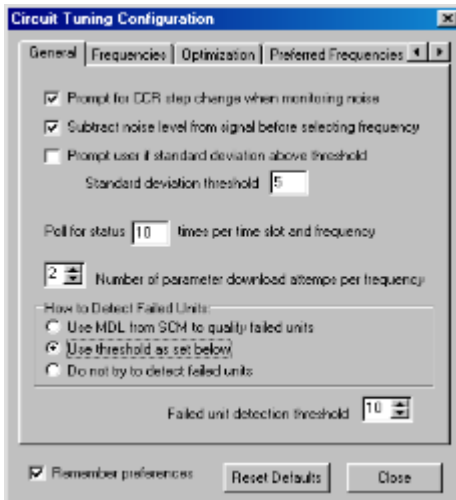 Circuit Tuning Configuration
General Frequencies Optimization Preferred Frequencies
Prompt for CCR step change when monitoring noise
Subtract noise level from signal before selecting frequency
Prompt user if standard deviation above threshold
Standard deviation threshold 5
Poll for status 10 times per time slot and frequency
2 Number of parameter download attemps per frequency
How to Detect Failed Units:
Use MDL from SCM to qualify failed units
Use threshold as set below
Do not try to detect failed units
Failed unit detection threshold 10
Remember preferences Reset Defaults Close